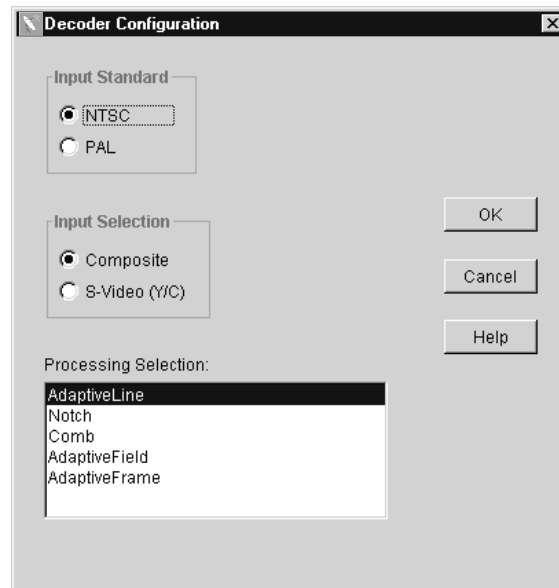 Decoder Configuration
Input Standard
NTSC
PAL
Input Selection
Composite
S-Video (Y/C)
OK
Cancel
Help
Processing Selection:
AdaptiveLine
Notch
Comb
AdaptiveField
AdaptiveFrame